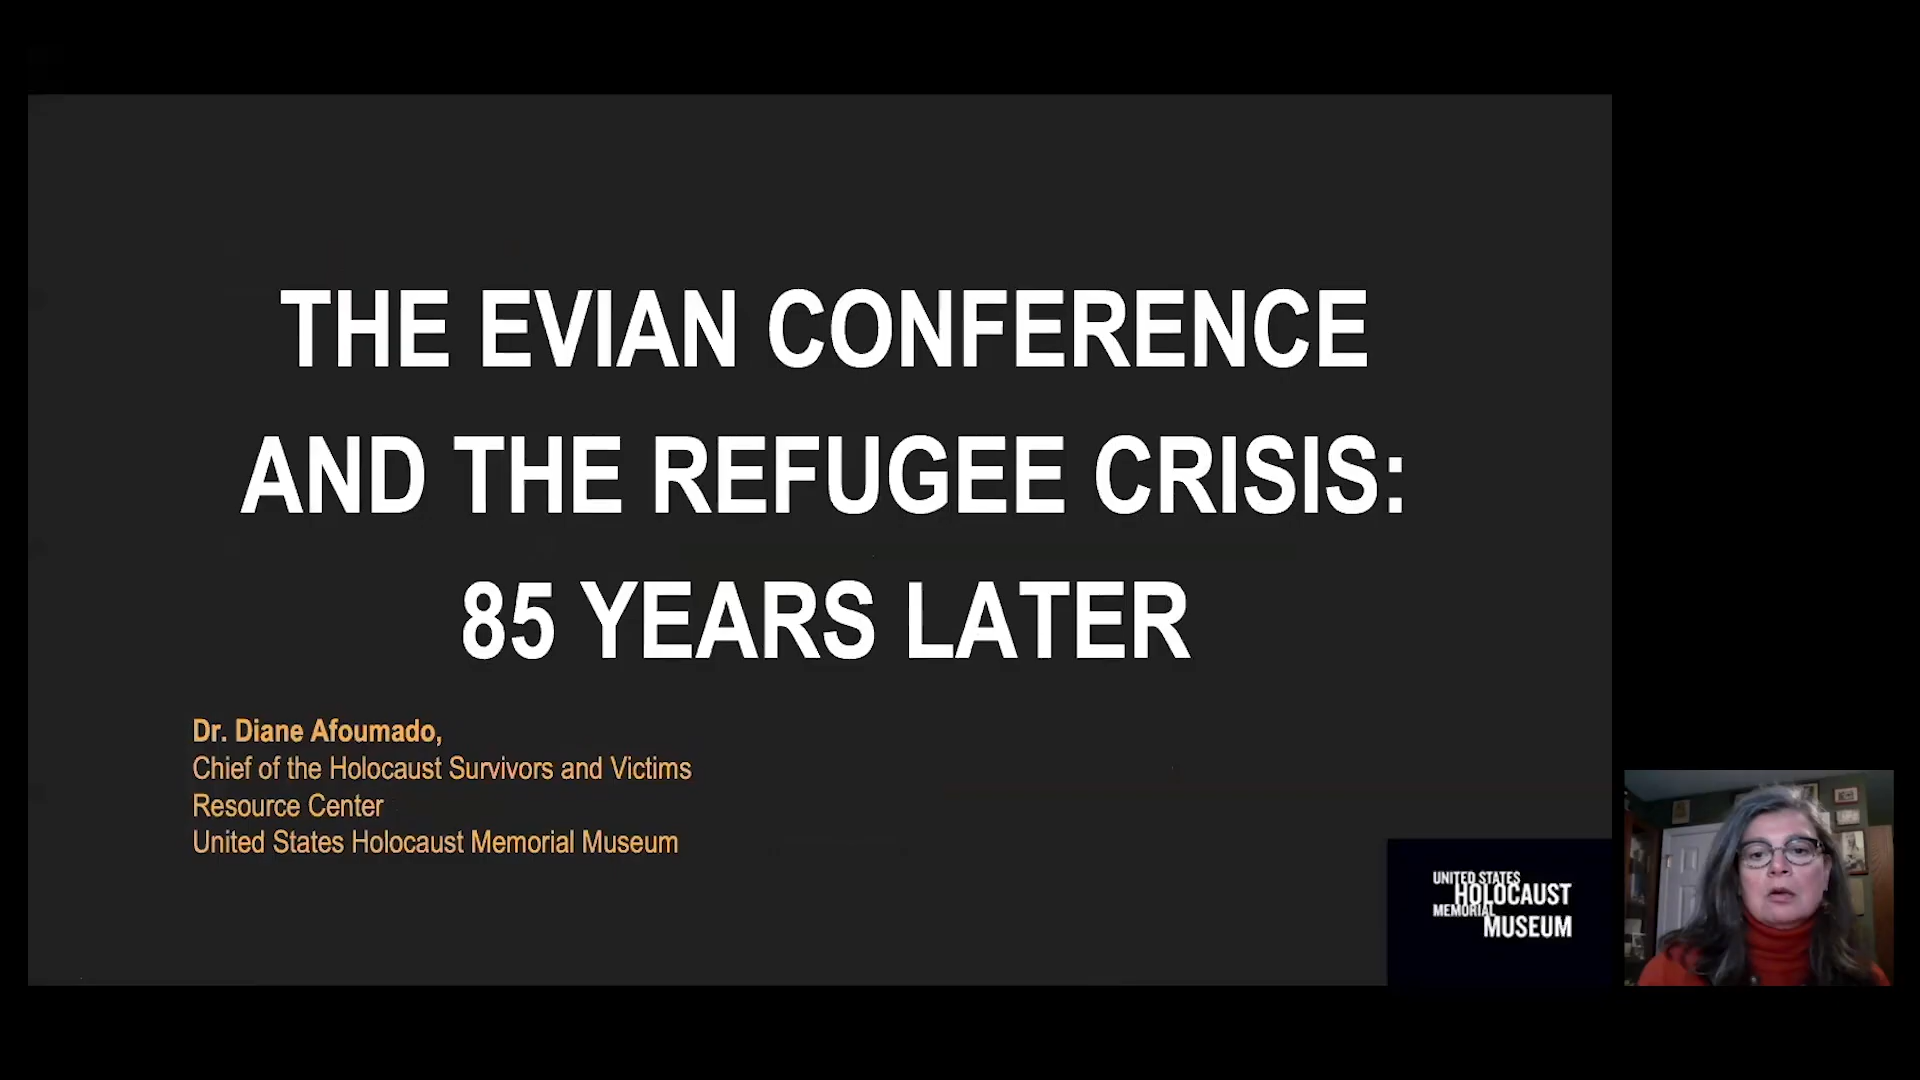 THE EVIAN CONFERENCE
AND THE REFUGEE CRISIS:
85 YEARS LATER
Dr. Diane Afoumado,
Chief of the Holocaust Survivors and Victims
Resource Center
United States Holocaust Memorial Museum
UNITED STATES
HOLOCAUST
MEMORIAL
MUSEUM